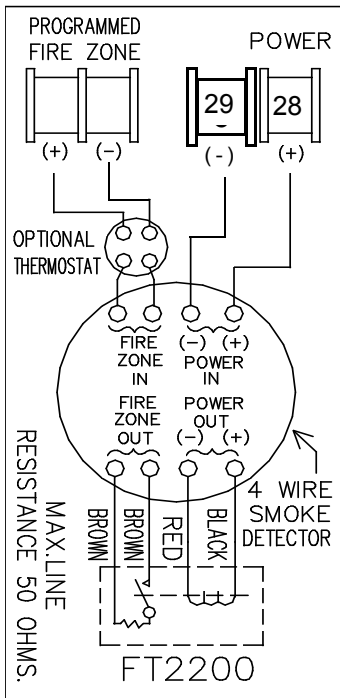 PROGRAMMED
FIRE ZONE
POWER
29
28
(+) (−)
(-) (+)
OPTIONAL
THERMOSTAT
(−) (+)
FIRE
ZONE
IN
POWER
IN
FIRE
ZONE
OUT
POWER
OUT
(−) (+)
4 WIRE
SMOKE
DETECTOR
BROWN
BROWN
RED
BLACK
MAX.LINE
RESISTANCE 50 OHMS.
FT2200